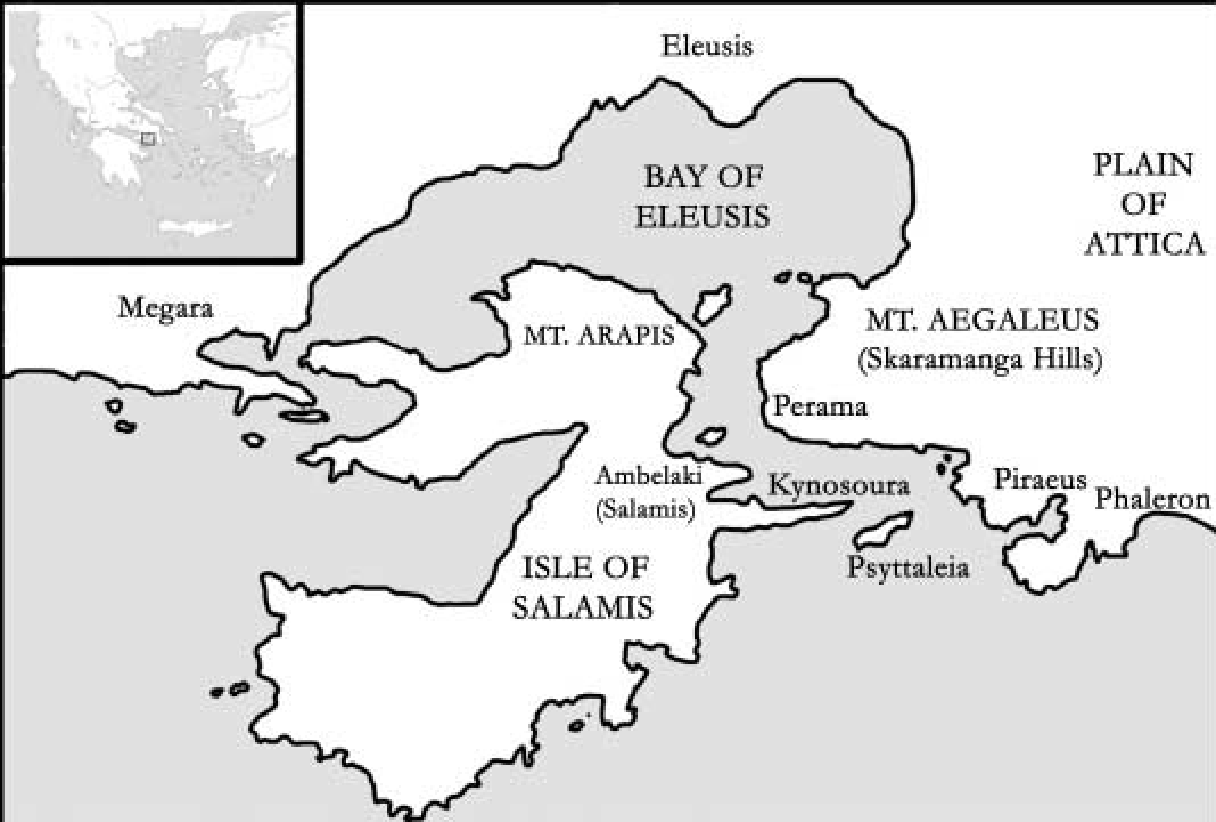 Eleusis
BAY OF
ELEUSIS
PLAIN
OF
ATTICA
Megara
MT. ARAPIS
MT. AEGALEUS
(Skaramanga Hills)
Perama
Ambelaki
(Salamis)
Kynosoura
Piraeus
Phaleron
Psyttaleia
ISLE OF
SALAMIS